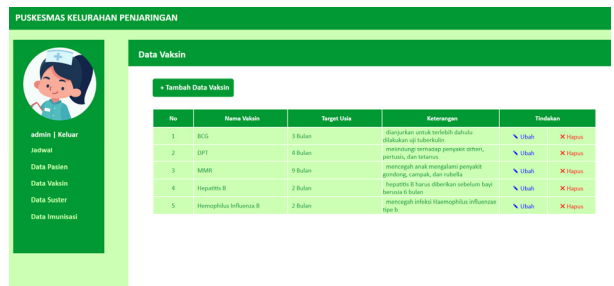 PUSKESMAS KELURAHAN PENJARINGAN
admin | Keluar
Jadwal
Data Pasien
Data Vaksin
Data Suster
Data Imunisasi
Data Vaksin
+ Tambah Data Vaksin
No Nama Vaksin Target Usia Keterangan Tindakan
1 BCG 3 Bulan dianjurkan untuk terlebih dahulu
dilakukan uji tuberkulin Ubah Hapus
2 DPT 4 Bulan melindungi terhadap penyakit difteri,
pertusis, dan tetanus Ubah Hapus
3 MMR 9 Bulan mencegah anak mengalami penyakit
gondong, campak, dan rubella Ubah Hapus
4 Hepatitis B 2 Bulan hepatitis B harus diberikan sebelum bayi
berusia 6 bulan Ubah Hapus
5 Hemophilus Influenza B 2 Bulan mencegah infeksi Haemophilus influenzae
tipe b Ubah Hapus